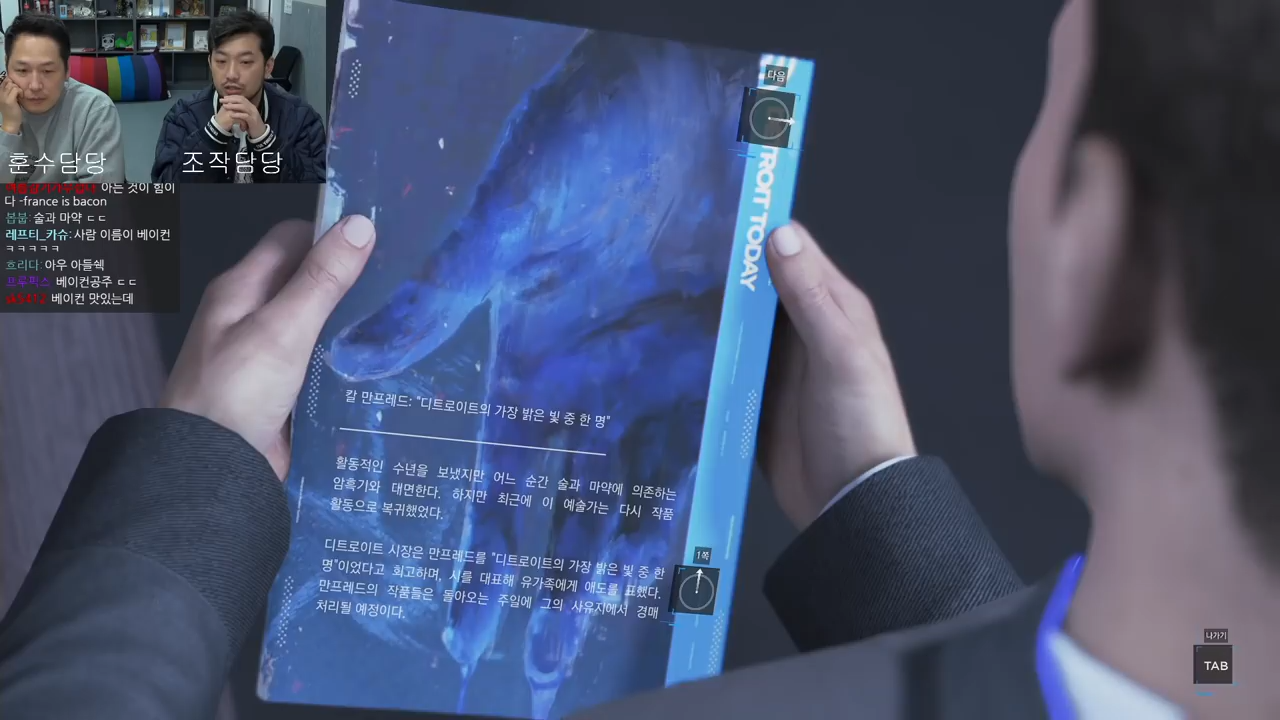 훈수담당
조작담당
아는 것이 힘이
다 -france is bacon
봅붑: 술과 마약 ㄷㄷ
레프티_카슈: 사람 이름이 베이컨
ㅋㅋㅋㅋㅋ
흐리다: 아우 아들쉑
프루팍스 베이컨공주 ㄷㄷ
베이컨 맛있는데
다음
TROIT TODAY
칼 만프레드: "디트로이트의 가장 밝은 빛 중 한 명"
활동적인 수년을 보냈지만 어느 순간 술과 마약에 의존하는
암흑기와 대면한다. 하지만 최근에 이 예술가는 다시 작품
활동으로 복귀했었다.
디트로이트 시장은 만프레드를 "디트로이트의 가장 밝은 빛 중 한
명"이었다고 회고하며, 시를 대표해 유가족에게 애도를 표했다.
만프레드의 작품들은 돌아오는 주일에 그의 사유지에서 경매
처리될 예정이다.
1쪽
나가기
TAB